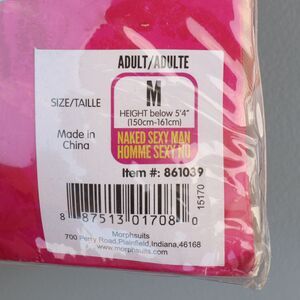 ADULT/ADULTE
SIZE/TAILLE
M
HEIGHT below 5'4"
(150cm-161cm)
Made in
China
NAKED SEXY MAN
HOMME SEXY NU
Item #: 861039
15170
8 87513 01708 0
Morphsuits
700 Perry Road, Plainfield, Indiana, 46168
www.morphsuits.com